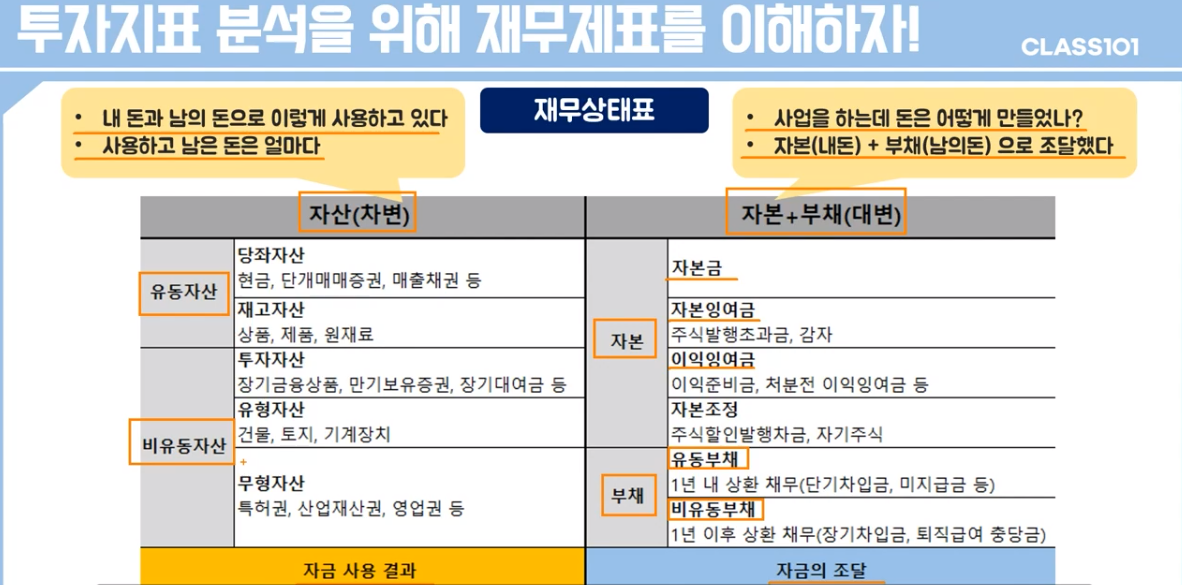 투자지표 분석을 위해 재무제표를 이해하자!
CLASS101
• 내 돈과 남의 돈으로 이렇게 사용하고 있다
• 사용하고 남은 돈은 얼마다
재무상태표
• 사업을 하는데 돈은 어떻게 만들었나?
• 자본(내돈) + 부채(남의돈) 으로 조달했다
자산(차변)
자본+부채(대변)
유동자산
당좌자산
현금, 단개매매증권, 매출채권 등
재고자산
상품, 제품, 원재료
비유동자산
투자자산
장기금융상품, 만기보유증권, 장기대여금 등
유형자산
건물, 토지, 기계장치
+
무형자산
특허권, 산업재산권, 영업권 등
자본
자본금
자본잉여금
주식발행초과금, 감자
이익잉여금
이익준비금, 처분전 이익잉여금 등
자본조정
주식할인발행차금, 자기주식
부채
유동부채
1년 내 상환 채무(단기차입금, 미지급금 등)
비유동부채
1년 이후 상환 채무(장기차입금, 퇴직급여 충당금)
자금 사용 결과
자금의 조달